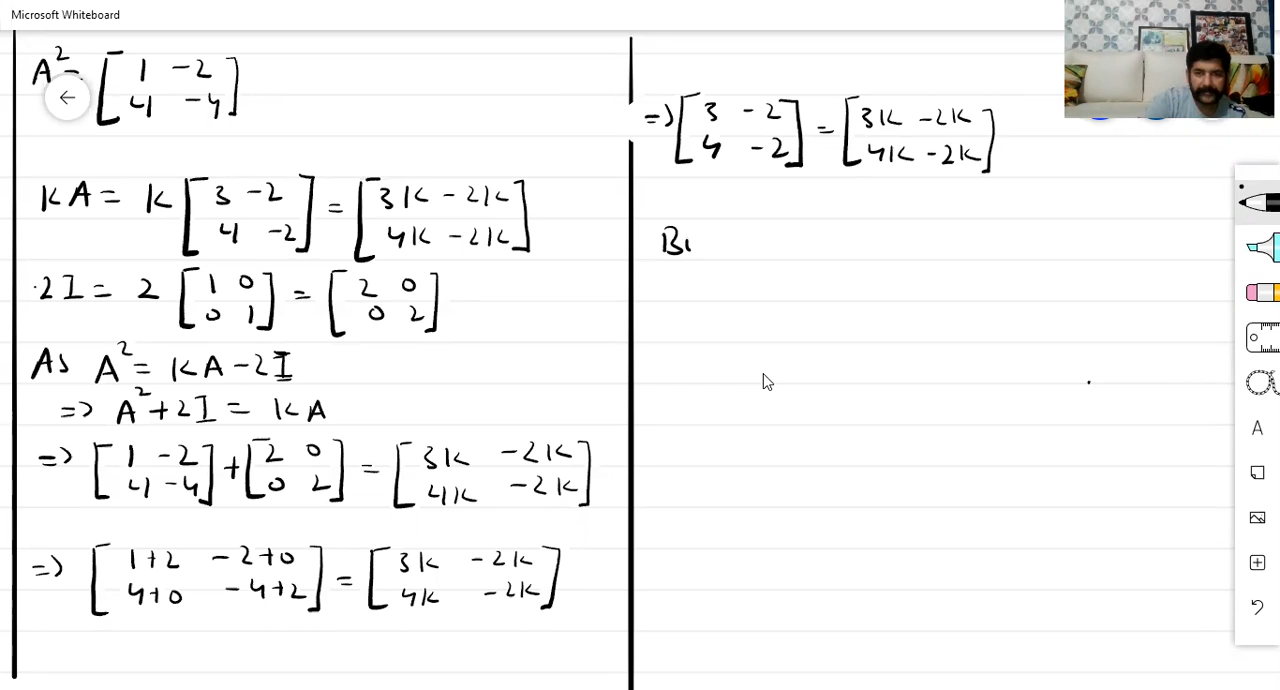 Microsoft Whiteboard
A² = [1 -2
4 -4]
KA = K [3 -2
4 -2] = [3K -2K
4K -2K]
2I = 2 [1 0
0 1] = [2 0
0 2]
As A² = KA - 2I
=> A² + 2I = KA
=> [1 -2
4 -4] + [2 0
0 2] = [3K -2K
4K -2K]
=> [1+2 -2+0
4+0 -4+2] = [3K -2K
4K -2K]
=> [3 -2
4 -2] = [3K -2K
4K -2K]
A